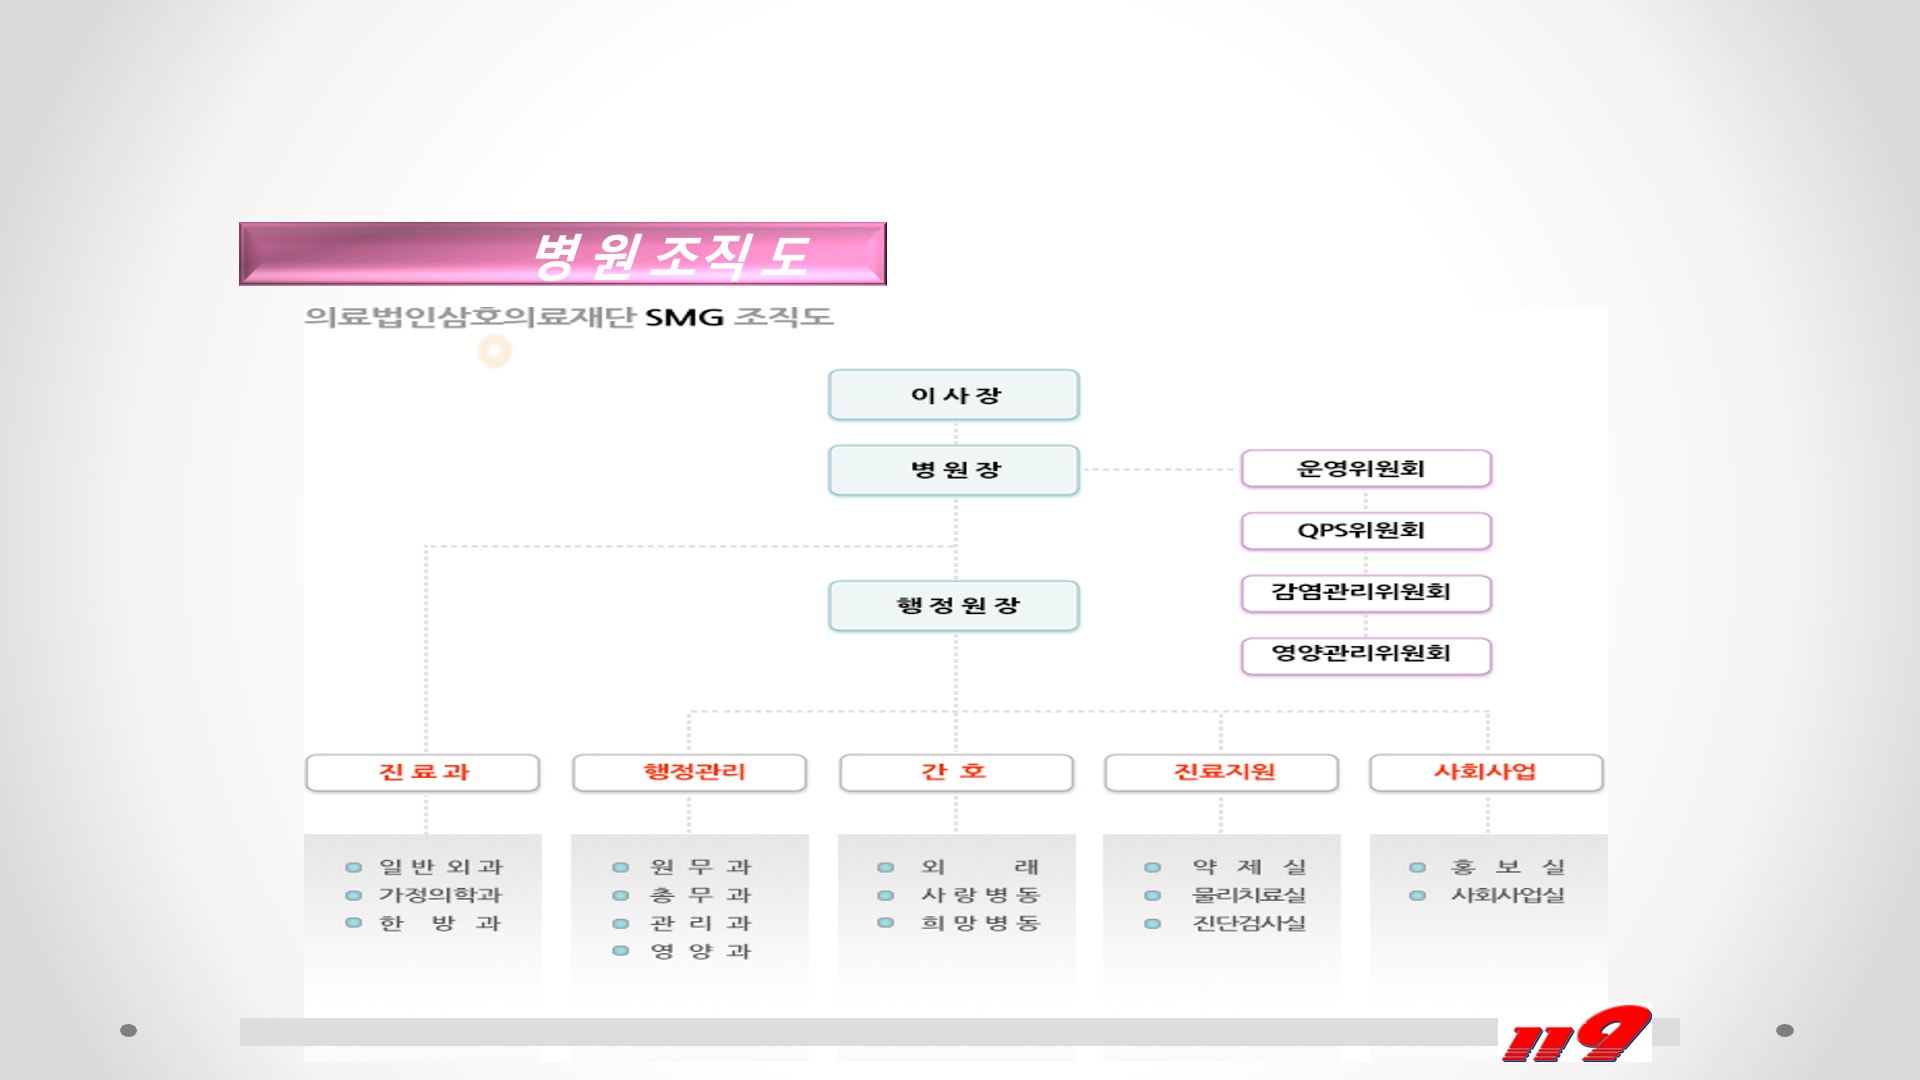 병원조직도
의료법인삼호의료재단 SMG 조직도
이사장
병원장
운영위원회
QPS위원회
감염관리위원회
행정원장
영양관리위원회
진료과
행정관리
간 호
진료지원
사회사업
일반외과
가정의학과
한 방 과
원 무 과
총 무 과
관 리 과
영 양 과
외 래
사랑병동
희망병동
약 제 실
물리치료실
진단검사실
홍 보 실
사회사업실
119